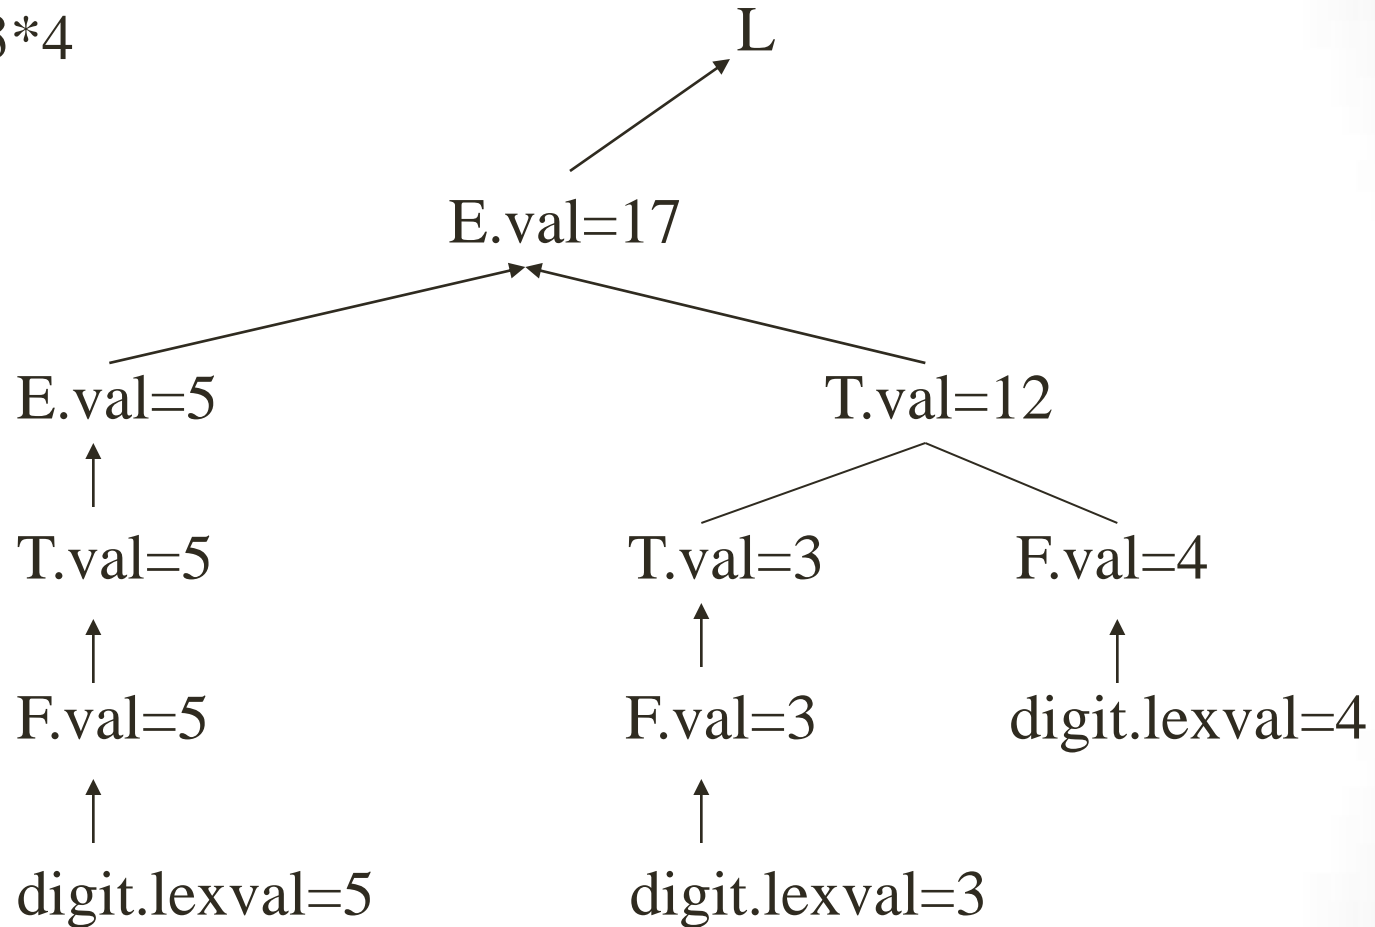 3*4
L
E.val=17
E.val=5 T.val=12
T.val=5 T.val=3 F.val=4
F.val=5 F.val=3 digit.lexval=4
digit.lexval=5 digit.lexval=3